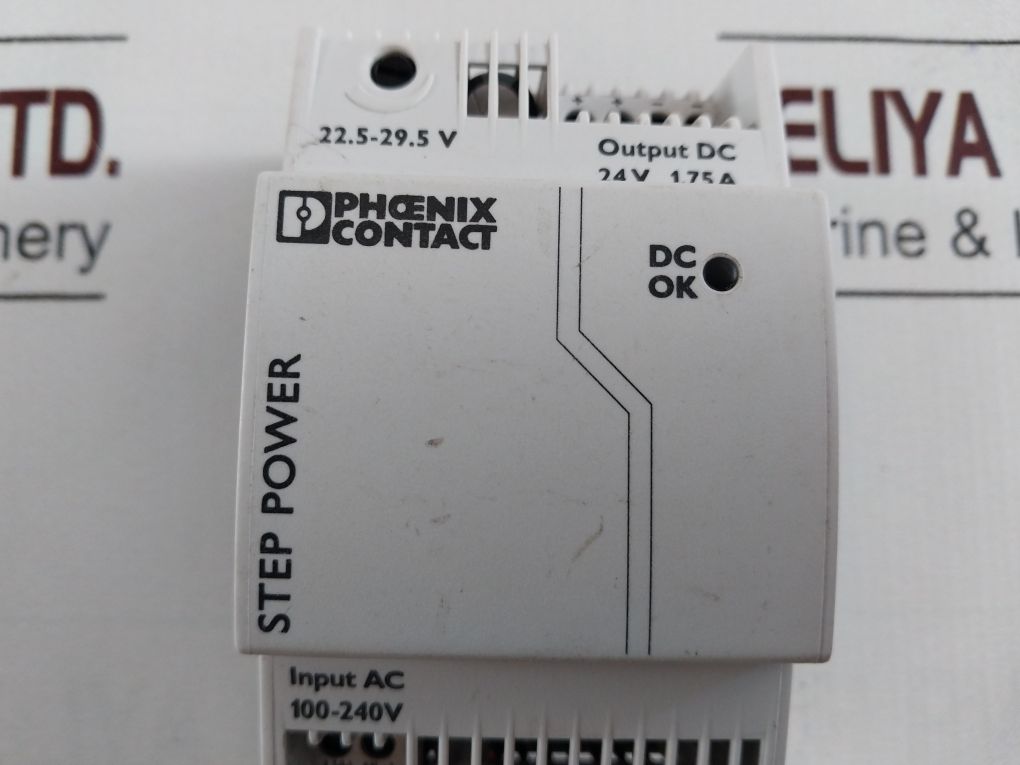 TD.
ELIYA
nery
rine &
22.5-29.5 V
+ + - -
Output DC
24V 1.75A
PHŒNIX
CONTACT
DC
OK
STEP POWER
Input AC
100-240V